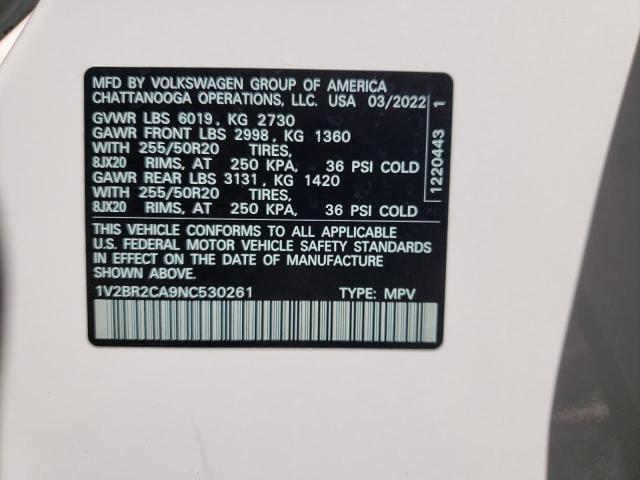 MFD BY VOLKSWAGEN GROUP OF AMERICA
CHATTANOOGA OPERATIONS, LLC. USA 03/2022
GVWR LBS 6019, KG 2730
GAWR FRONT LBS 2998, KG 1360
WITH 255/50R20 TIRES,
8JX20 RIMS, AT 250 KPA, 36 PSI COLD
GAWR REAR LBS 3131, KG 1420
WITH 255/50R20 TIRES,
8JX20 RIMS, AT 250 KPA, 36 PSI COLD
THIS VEHICLE CONFORMS TO ALL APPLICABLE
U.S. FEDERAL MOTOR VEHICLE SAFETY STANDARDS
IN EFFECT ON THE DATE OF MANUFACTURE
SHOWN ABOVE.
1V2BR2CA9NC530261 TYPE: MPV
1220443 1